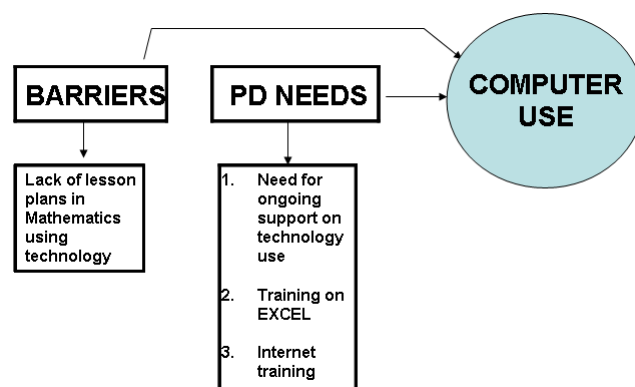 BARRIERS
PD NEEDS
COMPUTER
USE
Lack of lesson
plans in
Mathematics
using
technology
1. Need for
ongoing
support on
technology
use
2. Training on
EXCEL
3. Internet
training